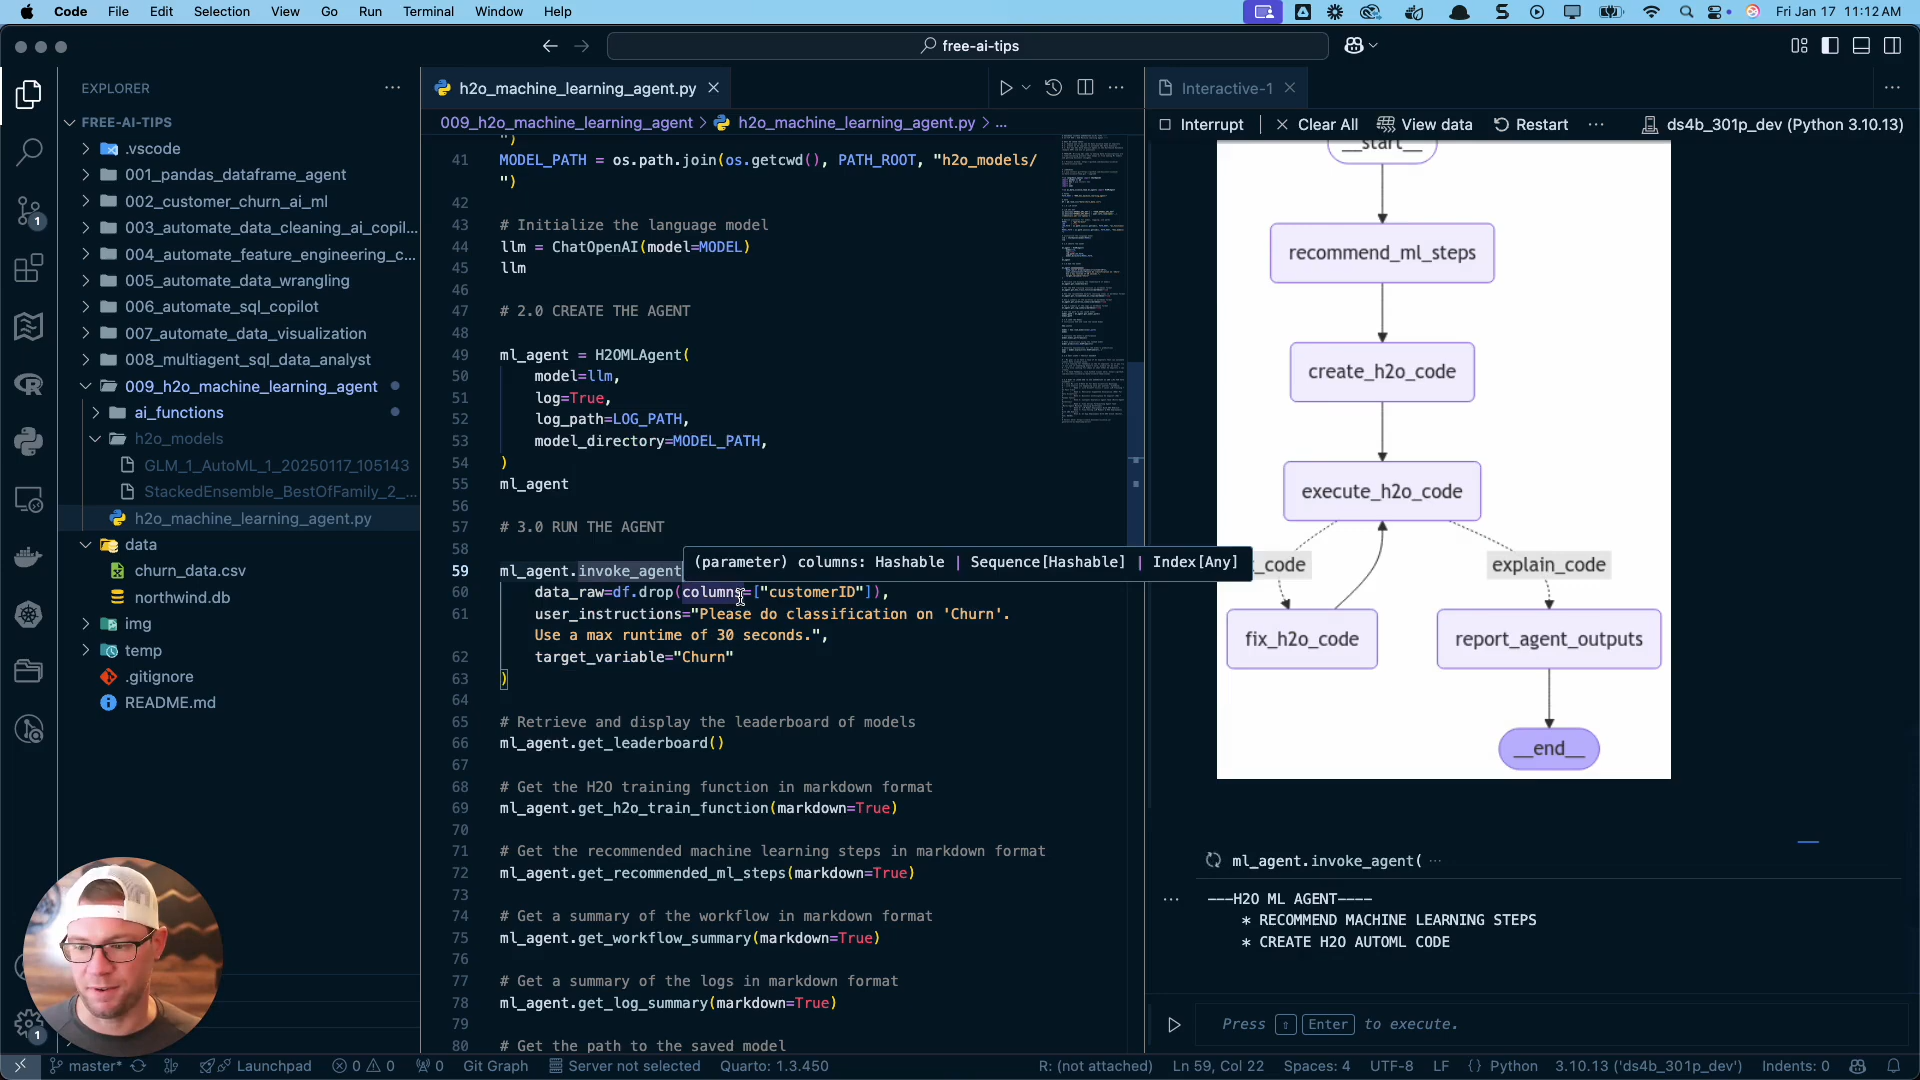 Code File Edit Selection View Go Run Terminal Window Help
Fri Jan 17 11:12 AM
free-ai-tips
EXPLORER
FREE-AI-TIPS
.vscode
001_pandas_dataframe_agent
002_customer_churn_ai_ml
003_automate_data_cleaning_ai_copil...
004_automate_feature_engineering_c...
005_automate_data_wrangling
006_automate_sql_copilot
007_automate_data_visualization
008_multiagent_sql_data_analyst
009_h2o_machine_learning_agent
ai_functions
h2o_models
GLM_1_AutoML_1_20250117_105143
StackedEnsemble_BestOfFamily_2_...
h2o_machine_learning_agent.py
data
churn_data.csv
northwind.db
img
temp
.gitignore
README.md
1
1
h2o_machine_learning_agent.py
009_h2o_machine_learning_agent > h2o_machine_learning_agent.py > ...
")
41 MODEL_PATH = os.path.join(os.getcwd(), PATH_ROOT, "h2o_models/
")
42
43 # Initialize the language model
44 llm = ChatOpenAI(model=MODEL)
45 llm
46
47 # 2.0 CREATE THE AGENT
48
49 ml_agent = H2OMLAgent(
50 model=llm,
51 log=True,
52 log_path=LOG_PATH,
53 model_directory=MODEL_PATH,
54 )
55 ml_agent
56
57 # 3.0 RUN THE AGENT
58
(parameter) columns: Hashable | Sequence[Hashable] | Index[Any]
59 ml_agent.invoke_agent
60 data_raw=df.drop(columns=["customerID"]),
61 user_instructions="Please do classification on 'Churn'.
Use a max runtime of 30 seconds.",
62 target_variable="Churn"
63 )
64
65 # Retrieve and display the leaderboard of models
66 ml_agent.get_leaderboard()
67
68 # Get the H2O training function in markdown format
69 ml_agent.get_h2o_train_function(markdown=True)
70
71 # Get the recommended machine learning steps in markdown format
72 ml_agent.get_recommended_ml_steps(markdown=True)
73
74 # Get a summary of the workflow in markdown format
75 ml_agent.get_workflow_summary(markdown=True)
76
77 # Get a summary of the logs in markdown format
78 ml_agent.get_log_summary(markdown=True)
79
80 # Get the path to the saved model
Interactive-1
Interrupt Clear All View data Restart ... ds4b_301p_dev (Python 3.10.13)
__start__
recommend_ml_steps
create_h2o_code
execute_h2o_code
_code
explain_code
fix_h2o_code
report_agent_outputs
__end__
ml_agent.invoke_agent( ...
---H2O ML AGENT----
* RECOMMEND MACHINE LEARNING STEPS
* CREATE H2O AUTOML CODE
Press ⇧ Enter to execute.
master* Launchpad 0 0 0 Git Graph Server not selected Quarto: 1.3.450
R: (not attached) Ln 59, Col 22 Spaces: 4 UTF-8 LF {} Python 3.10.13 ('ds4b_301p_dev') Indents: 0